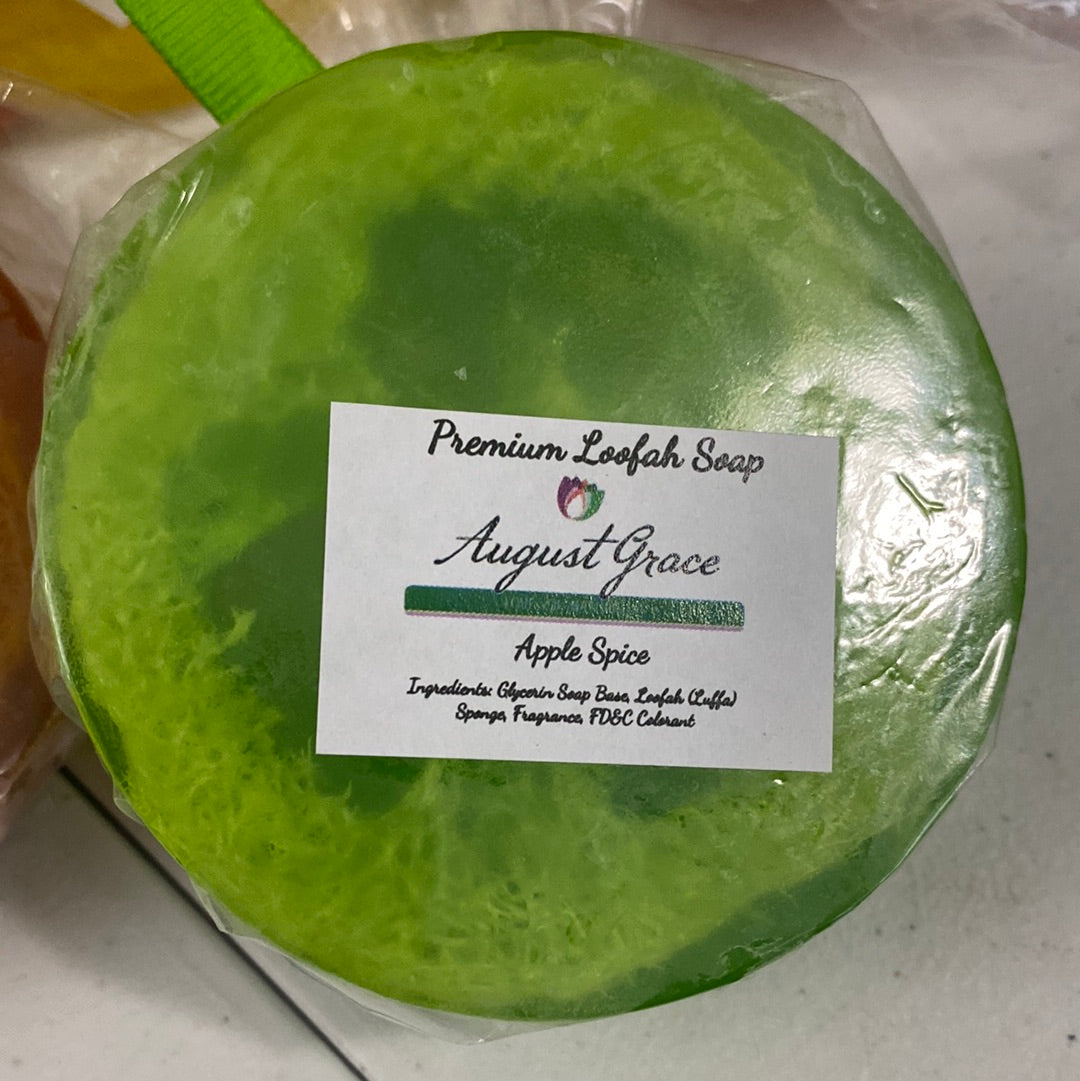 Premium Loofah Soap
August Grace
Apple Spice
Ingredients: Glycerin Soap Base, Loofah (Luffa)
Sponge, Fragrance, FD&C Colorant